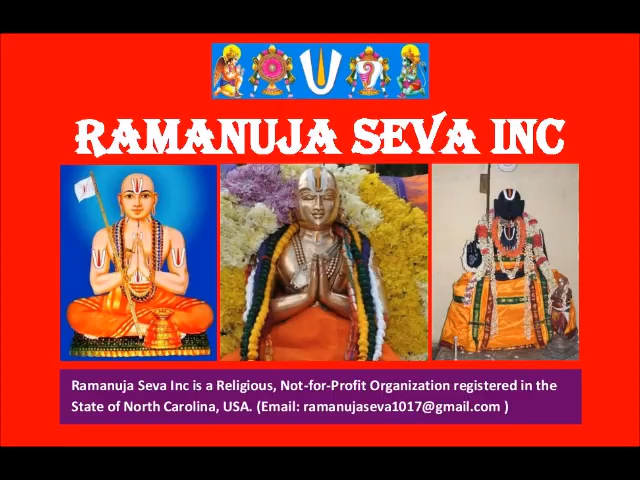 RAMANUJA SEVA INC
Ramanuja Seva Inc is a Religious, Not-for-Profit Organization registered in the
State of North Carolina, USA. (Email: ramanujaseva1017@gmail.com )